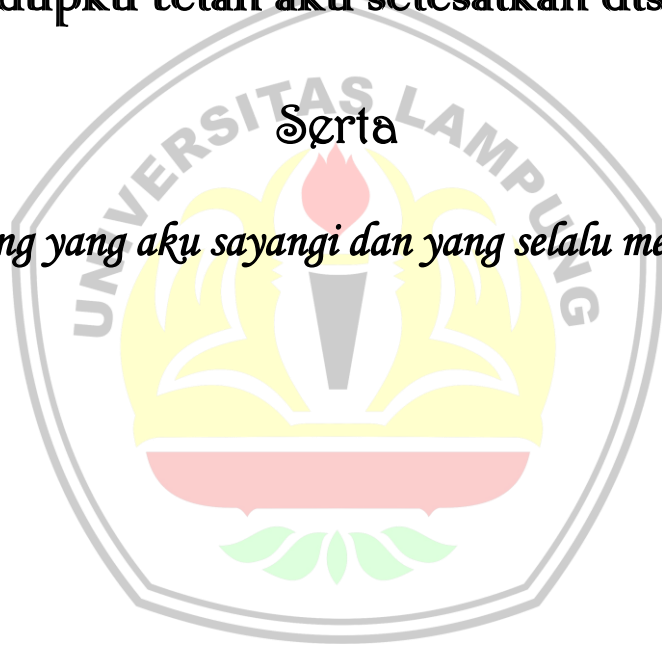 dupku telah aku selesaikan dis
UNIVERSITAS LAMPUNG
Serta
ng yang aku sayangi dan yang selalu me